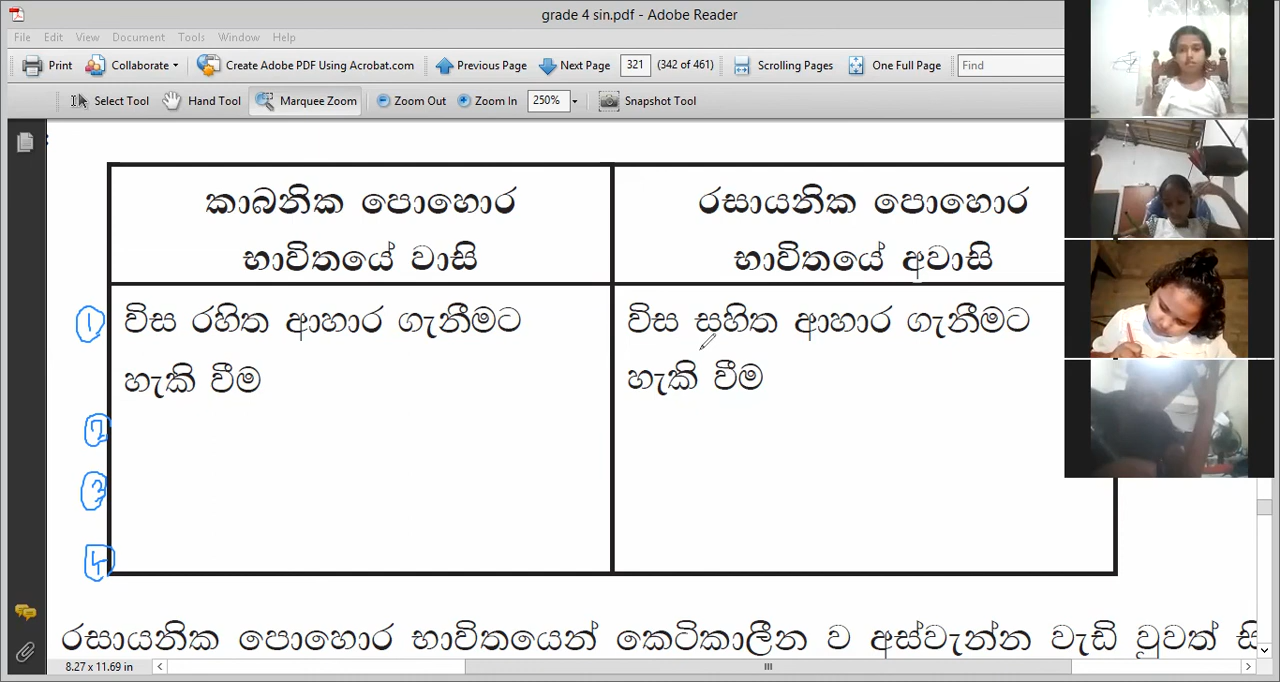 grade 4 sin.pdf - Adobe Reader
File Edit View Document Tools Window Help
Print Collaborate Create Adobe PDF Using Acrobat.com Previous Page Next Page 321 (342 of 461) Scrolling Pages One Full Page Find
Select Tool Hand Tool Marquee Zoom Zoom Out Zoom In 250% Snapshot Tool
කාබනික පොහොර
භාවිතයේ වාසි
රසායනික පොහොර
භාවිතයේ අවාසි
1
විස රහිත ආහාර ගැනීමට
හැකි වීම
විස සහිත ආහාර ගැනීමට
හැකි වීම
2
3
4
රසායනික පොහොර භාවිතයෙන් කෙටිකාලීන ව අස්වැන්න වැඩි වුවත්
8.27 x 11.69 in